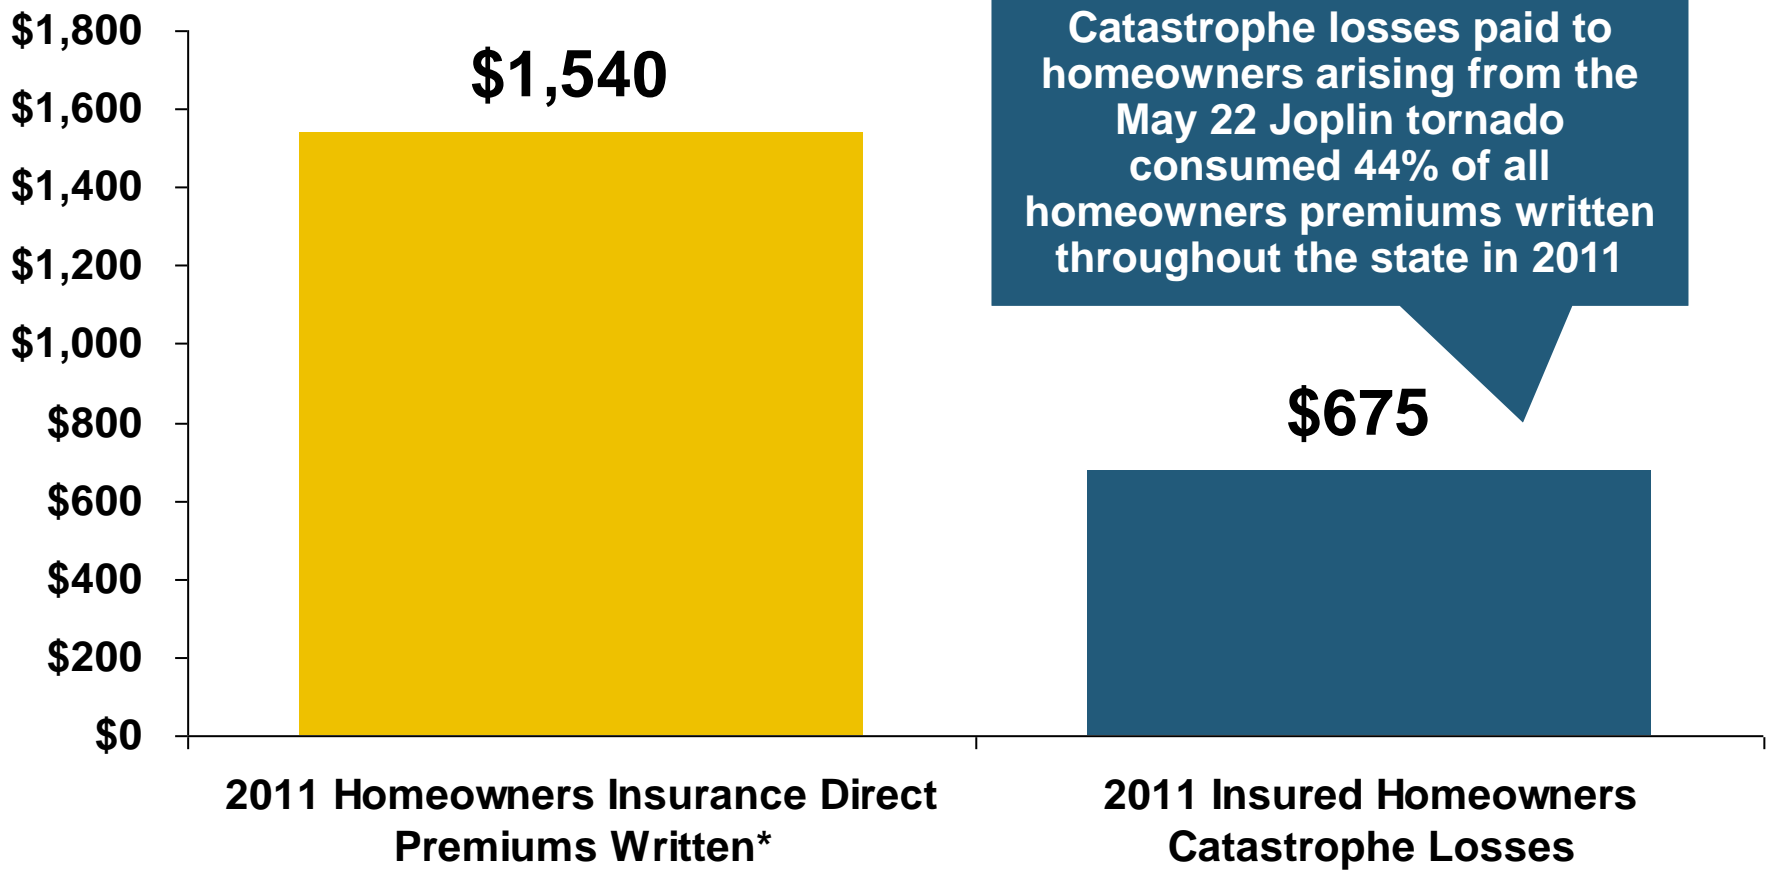 $1,800
$1,600
$1,400
$1,200
$1,000
$800
$600
$400
$200
$0
$1,540
Catastrophe losses paid to
homeowners arising from the
May 22 Joplin tornado
consumed 44% of all
homeowners premiums written
throughout the state in 2011
$675
2011 Homeowners Insurance Direct
Premiums Written*
2011 Insured Homeowners
Catastrophe Losses